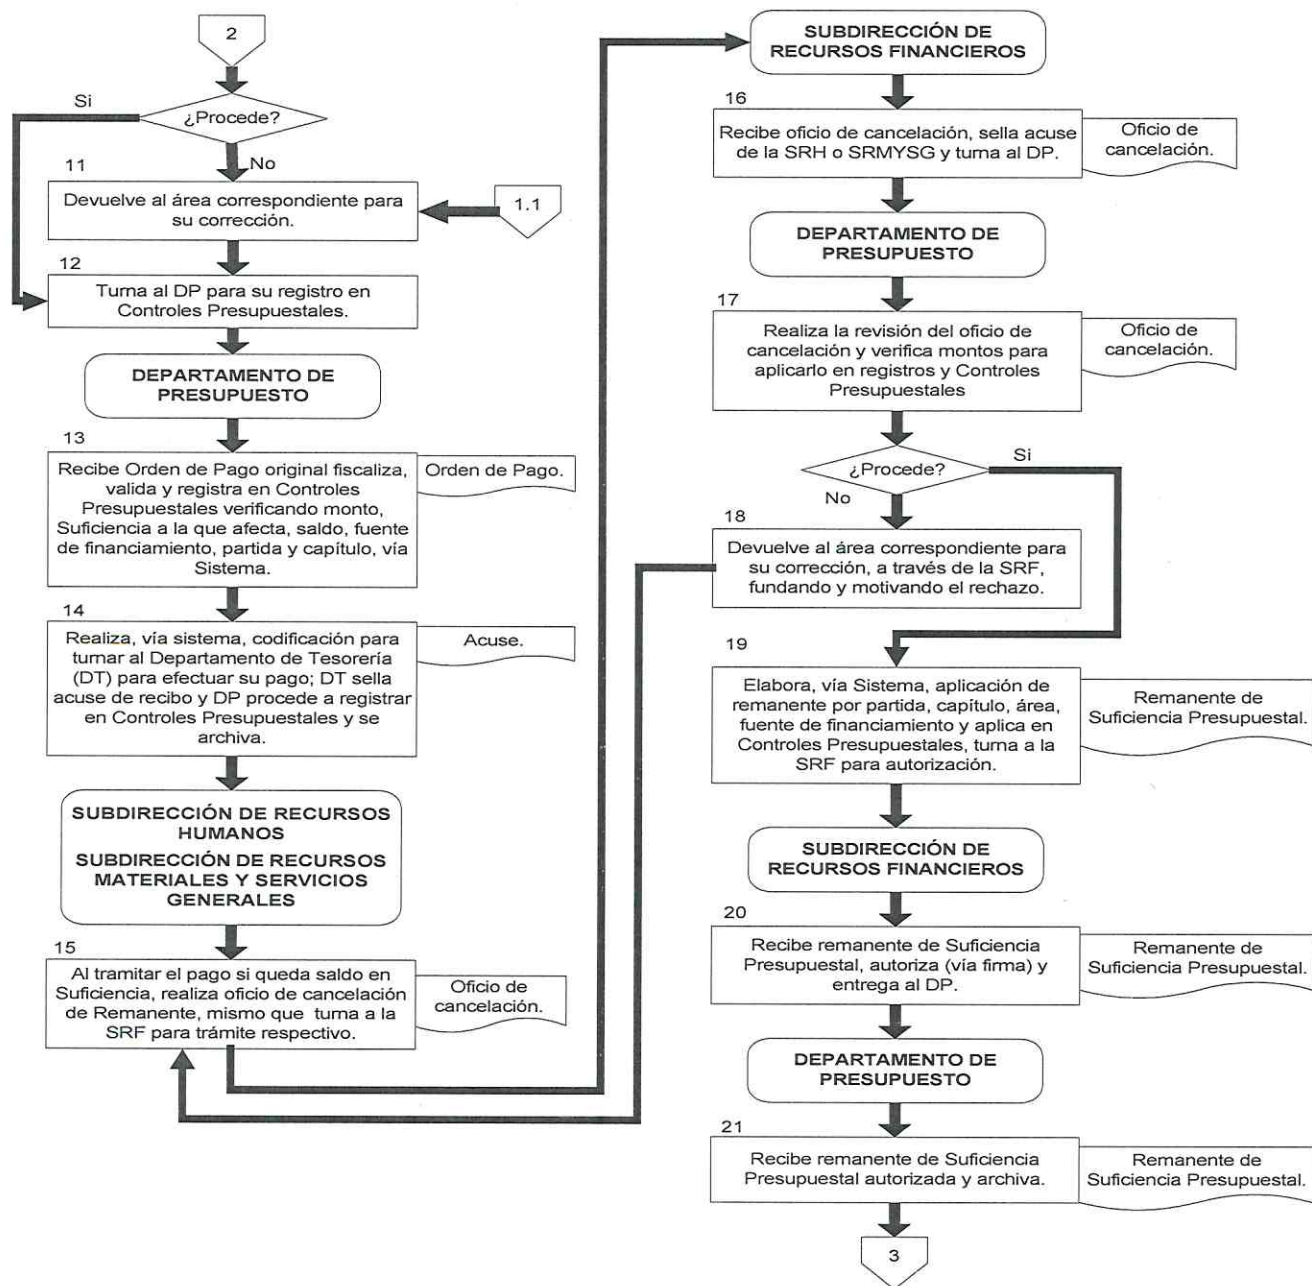 2
Si
¿Procede?
No
11
Devuelve al área correspondiente para
su corrección.
1.1
12
Turna al DP para su registro en
Controles Presupuestales.
DEPARTAMENTO DE
PRESUPUESTO
13
Recibe Orden de Pago original fiscaliza,
valida y registra en Controles
Presupuestales verificando monto,
Suficiencia a la que afecta, saldo, fuente
de financiamiento, partida y capítulo, vía
Sistema.
Orden de Pago.
14
Realiza, vía sistema, codificación para
turnar al Departamento de Tesorería
(DT) para efectuar su pago; DT sella
acuse de recibo y DP procede a registrar
en Controles Presupuestales y se
archiva.
Acuse.
SUBDIRECCIÓN DE RECURSOS
HUMANOS
SUBDIRECCIÓN DE RECURSOS
MATERIALES Y SERVICIOS
GENERALES
15
Al tramitar el pago si queda saldo en
Suficiencia, realiza oficio de cancelación
de Remanente, mismo que turna a la
SRF para trámite respectivo.
Oficio de
cancelación.
SUBDIRECCIÓN DE
RECURSOS FINANCIEROS
16
Recibe oficio de cancelación, sella acuse
de la SRH o SRMYSG y turna al DP.
Oficio de
cancelación.
DEPARTAMENTO DE
PRESUPUESTO
17
Realiza la revisión del oficio de
cancelación y verifica montos para
aplicarlo en registros y Controles
Presupuestales
Oficio de
cancelación.
¿Procede?
Si
No
18
Devuelve al área correspondiente para
su corrección, a través de la SRF,
fundando y motivando el rechazo.
19
Elabora, vía Sistema, aplicación de
remanente por partida, capítulo, área,
fuente de financiamiento y aplica en
Controles Presupuestales, turna a la
SRF para autorización.
Remanente de
Suficiencia Presupuestal.
SUBDIRECCIÓN DE
RECURSOS FINANCIEROS
20
Recibe remanente de Suficiencia
Presupuestal, autoriza (vía firma) y
entrega al DP.
Remanente de
Suficiencia Presupuestal.
DEPARTAMENTO DE
PRESUPUESTO
21
Recibe remanente de Suficiencia
Presupuestal autorizada y archiva.
Remanente de
Suficiencia Presupuestal.
3